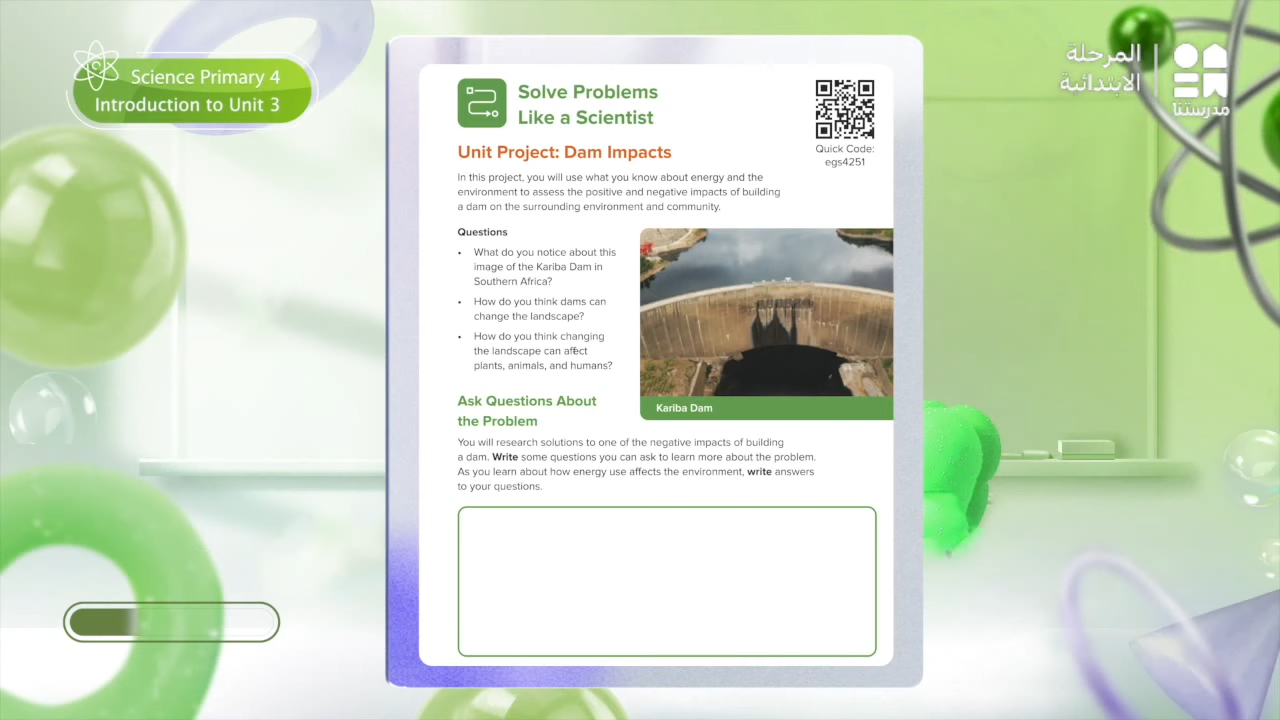 Science Primary 4
Introduction to Unit 3
المرحلة
الابتدائية
مدرستنا
Solve Problems
Like a Scientist
Quick Code:
egs4251
Unit Project: Dam Impacts
In this project, you will use what you know about energy and the
environment to assess the positive and negative impacts of building
a dam on the surrounding environment and community.
Questions
• What do you notice about this
image of the Kariba Dam in
Southern Africa?
• How do you think dams can
change the landscape?
• How do you think changing
the landscape can affect
plants, animals, and humans?
Kariba Dam
Ask Questions About
the Problem
You will research solutions to one of the negative impacts of building
a dam. Write some questions you can ask to learn more about the problem.
As you learn about how energy use affects the environment, write answers
to your questions.